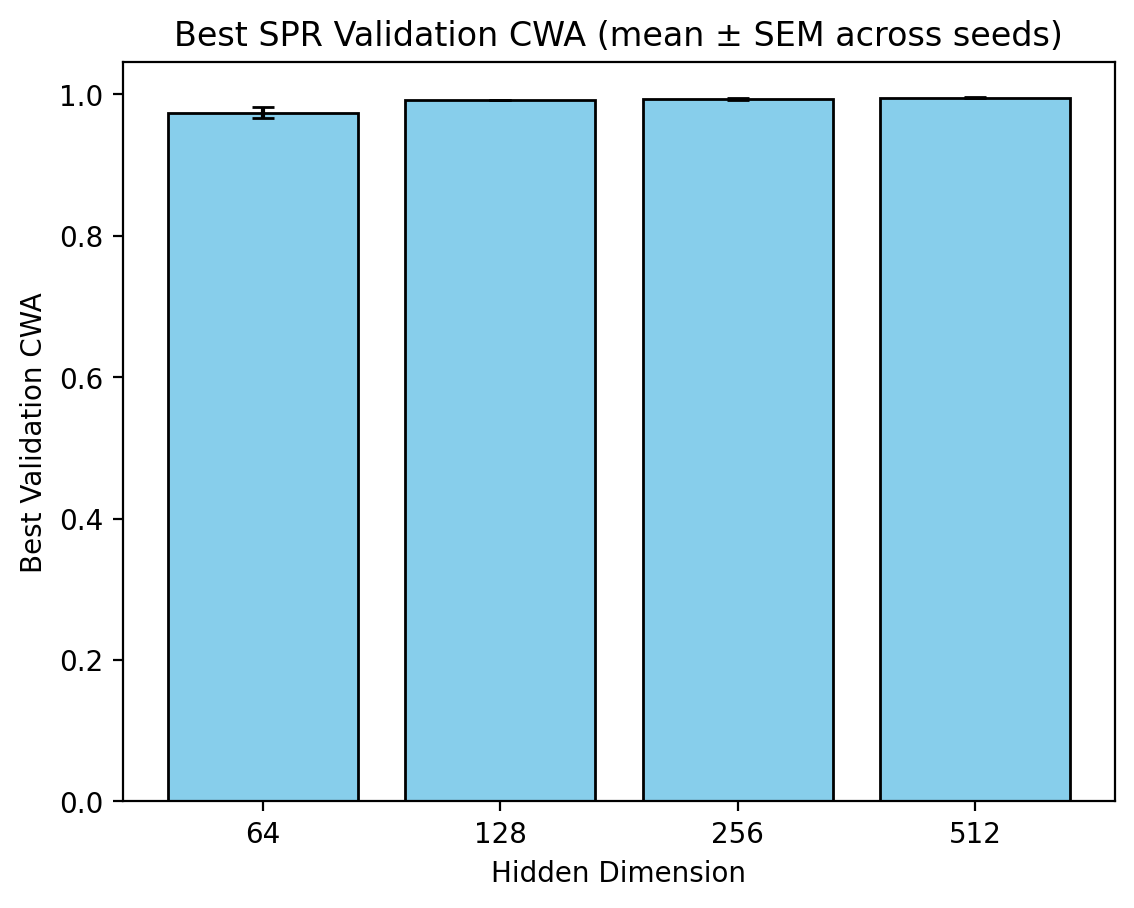 Best SPR Validation CWA (mean ± SEM across seeds)
1.0
0.8
0.6
0.4
0.2
0.0
Best Validation CWA
64 128 256 512
Hidden Dimension